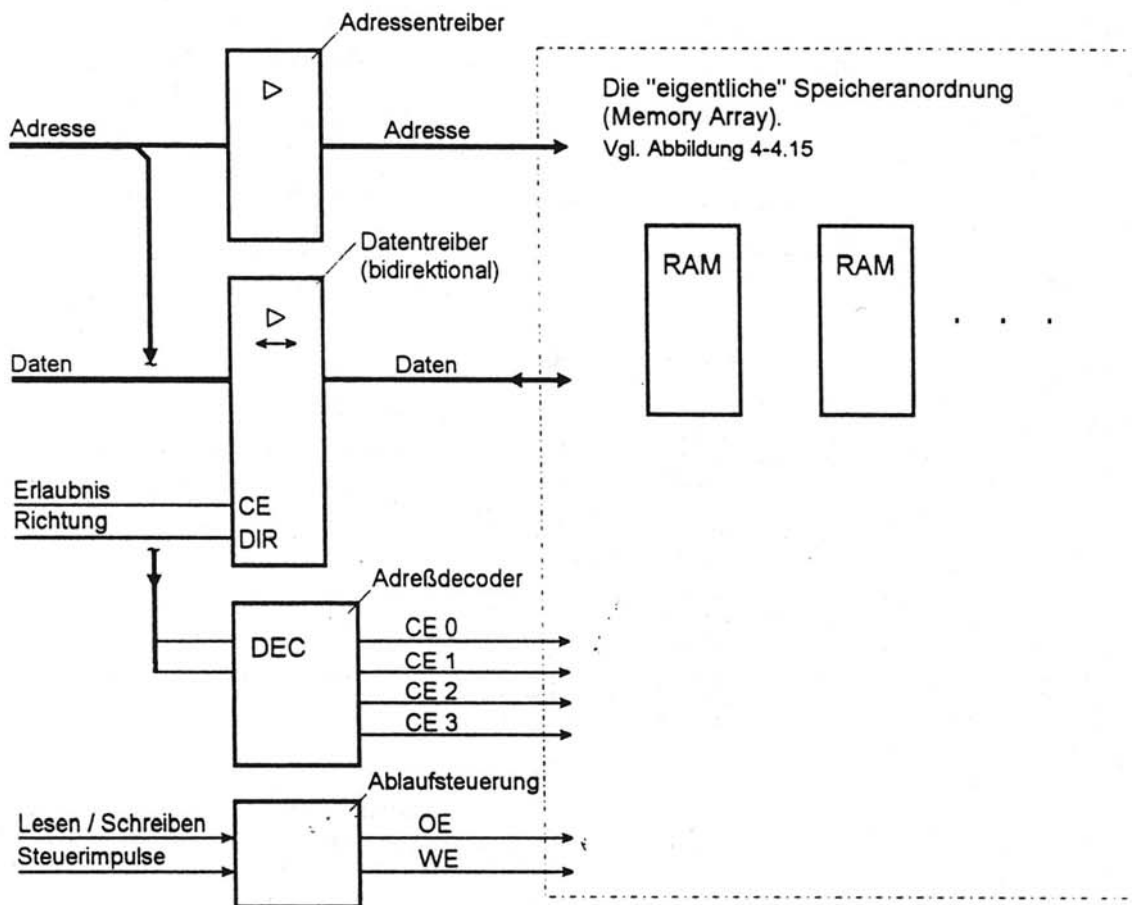 Adressentreiber
Die "eigentliche" Speicheranordnung
(Memory Array).
Vgl. Abbildung 4-4.15
Adresse
Adresse
Datentreiber
(bidirektional)
RAM
RAM
. . .
Daten
Daten
Erlaubnis
CE
Richtung
DIR
Adreßdecoder
DEC
CE 0
CE 1
CE 2
CE 3
Ablaufsteuerung
Lesen / Schreiben
OE
Steuerimpulse
WE